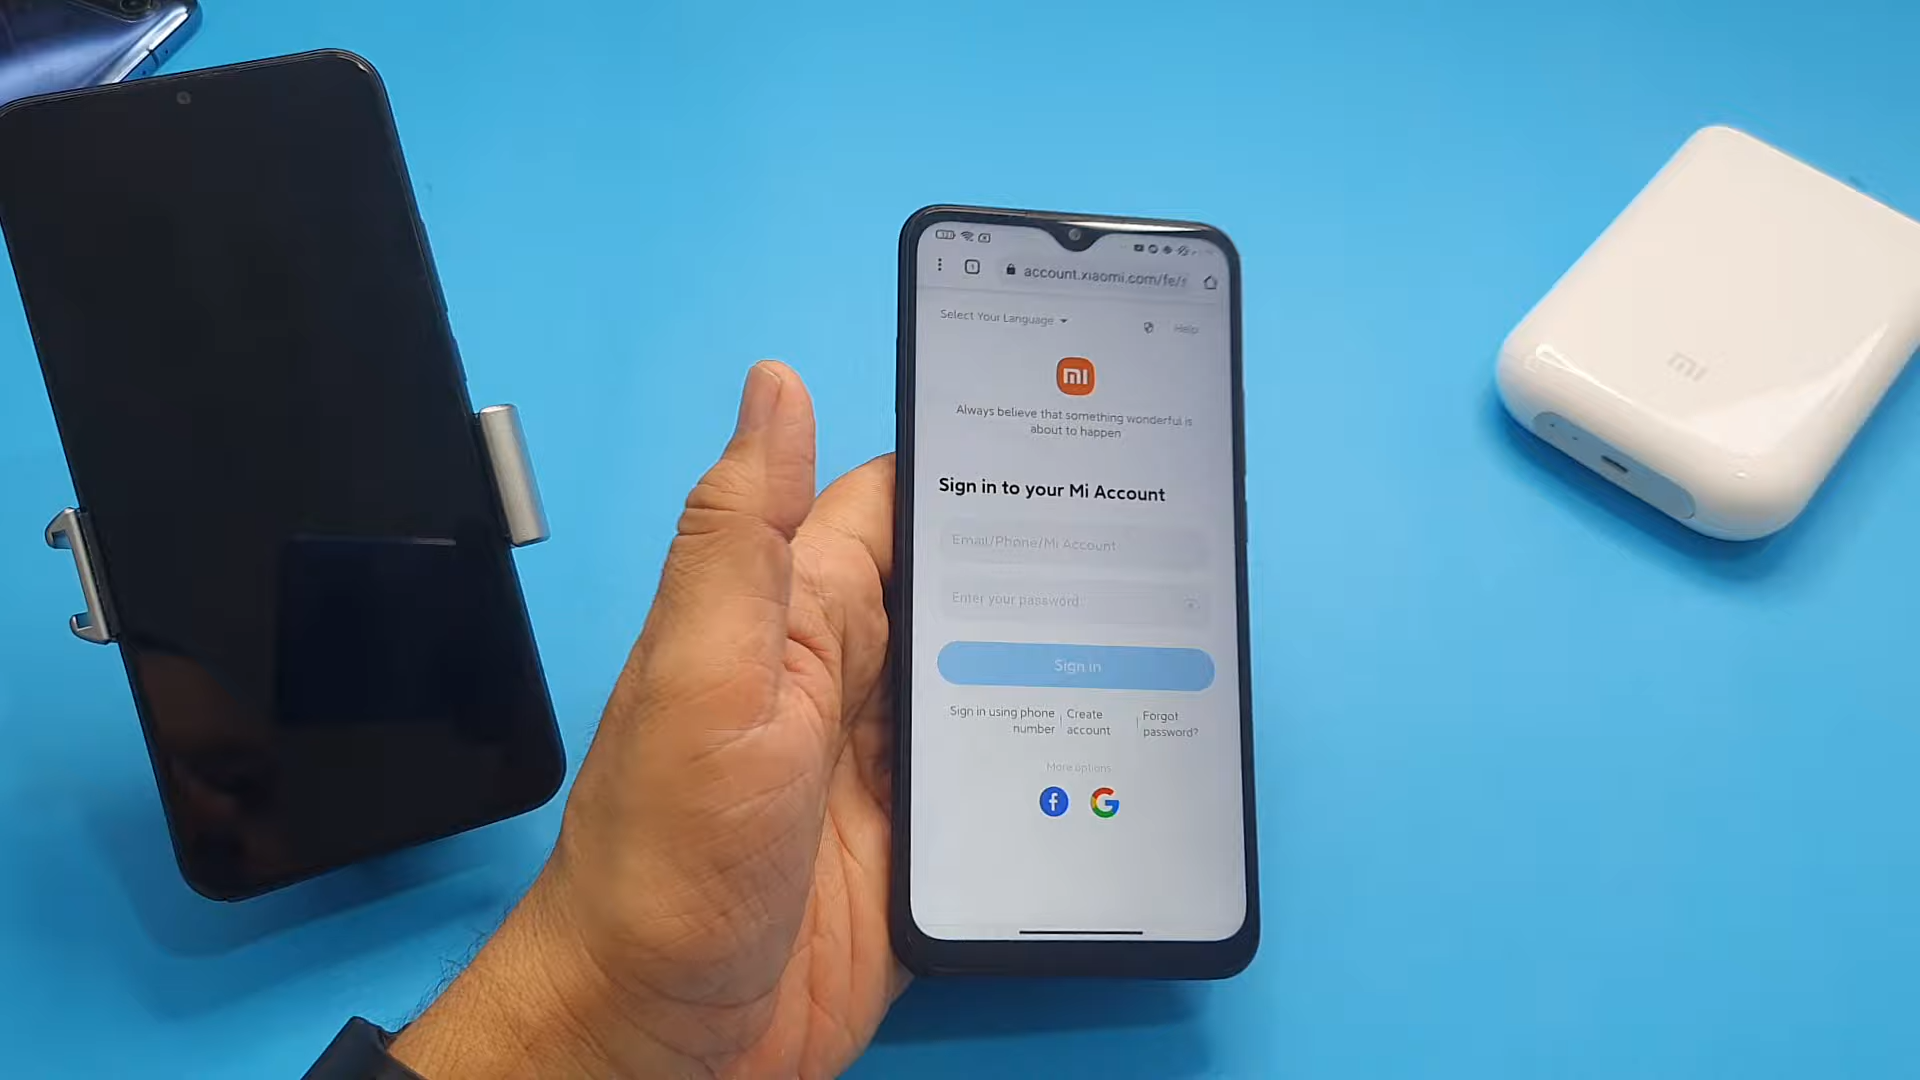 account.xiaomi.com/fe/s
Select Your Language
Help
mi
Always believe that something wonderful is
about to happen
Sign in to your Mi Account
Email/Phone/Mi Account
Enter your password
Sign in
Sign in using phone
number
Create
account
Forgot
password?
More options
f
G
mi